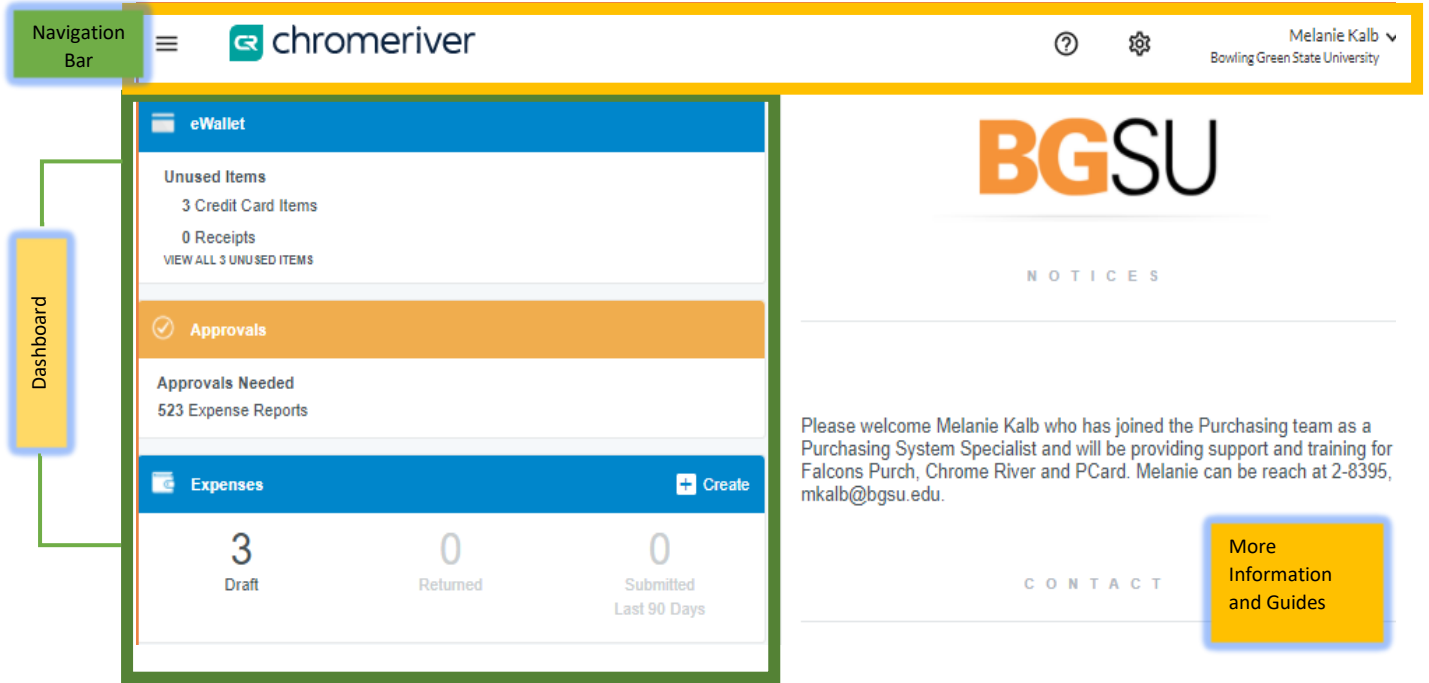 Navigation
Bar
CR chromeriver
Melanie Kalb
Bowling Green State University
Dashboard
eWallet
Unused Items
3 Credit Card Items
0 Receipts
VIEW ALL 3 UNUSED ITEMS
Approvals
Approvals Needed
523 Expense Reports
Expenses
+ Create
3
Draft
0
Returned
0
Submitted
Last 90 Days
BGSU
NOTICES
Please welcome Melanie Kalb who has joined the Purchasing team as a
Purchasing System Specialist and will be providing support and training for
Falcons Purch, Chrome River and PCard. Melanie can be reach at 2-8395,
mkalb@bgsu.edu.
CONTACT
More
Information
and Guides